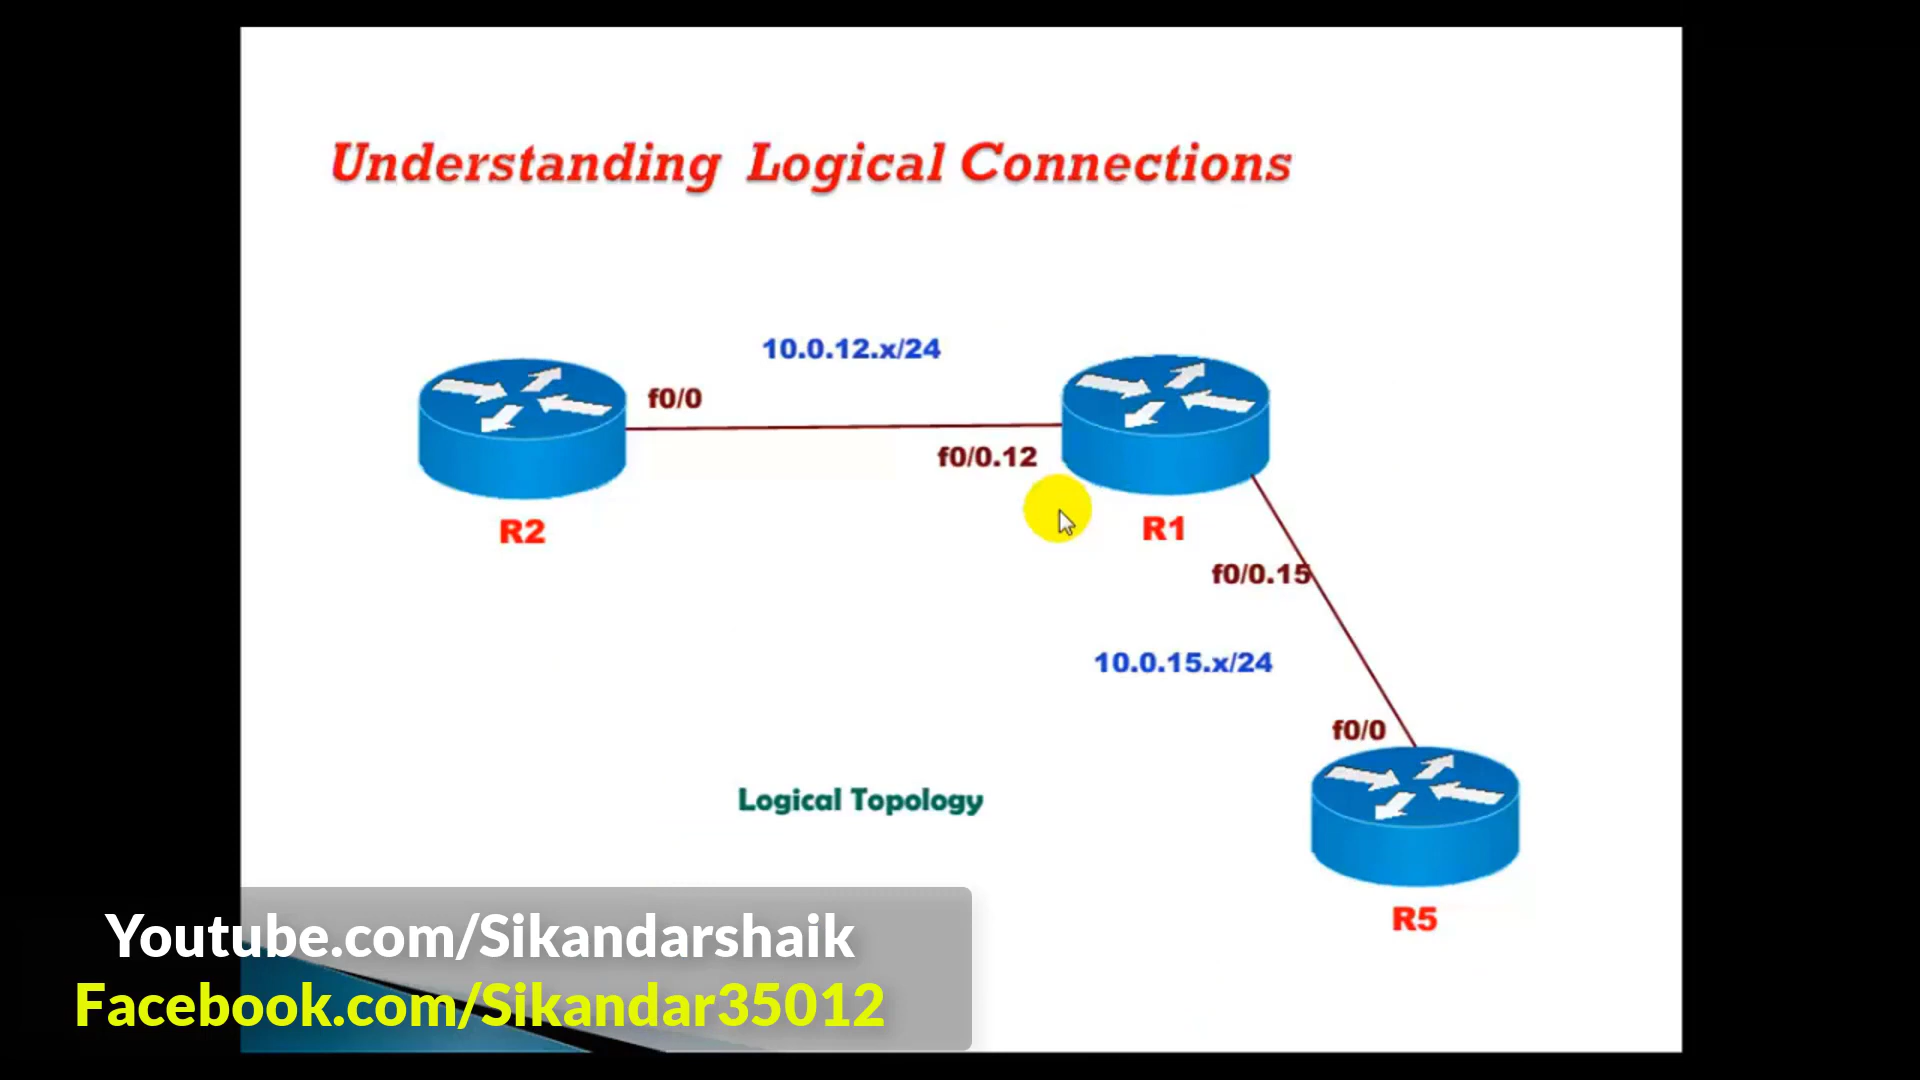 Understanding Logical Connections
10.0.12.x/24
f0/0
f0/0.12
R2
R1
f0/0.15
10.0.15.x/24
f0/0
Logical Topology
R5
Youtube.com/Sikandarshaik
Facebook.com/Sikandar35012